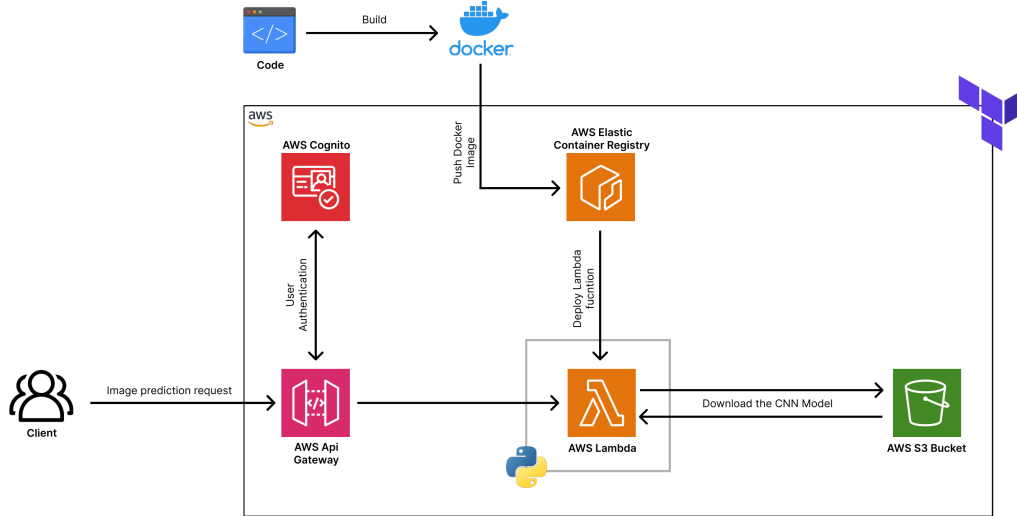 Build
</>
docker
Code
aws
AWS Cognito
Push Docker
Image
AWS Elastic
Container Registry
User
Authentication
Deploy Lambda
fucntion
Image prediction request
Client
</>
AWS Api
Gateway
AWS Lambda
Download the CNN Model
AWS S3 Bucket